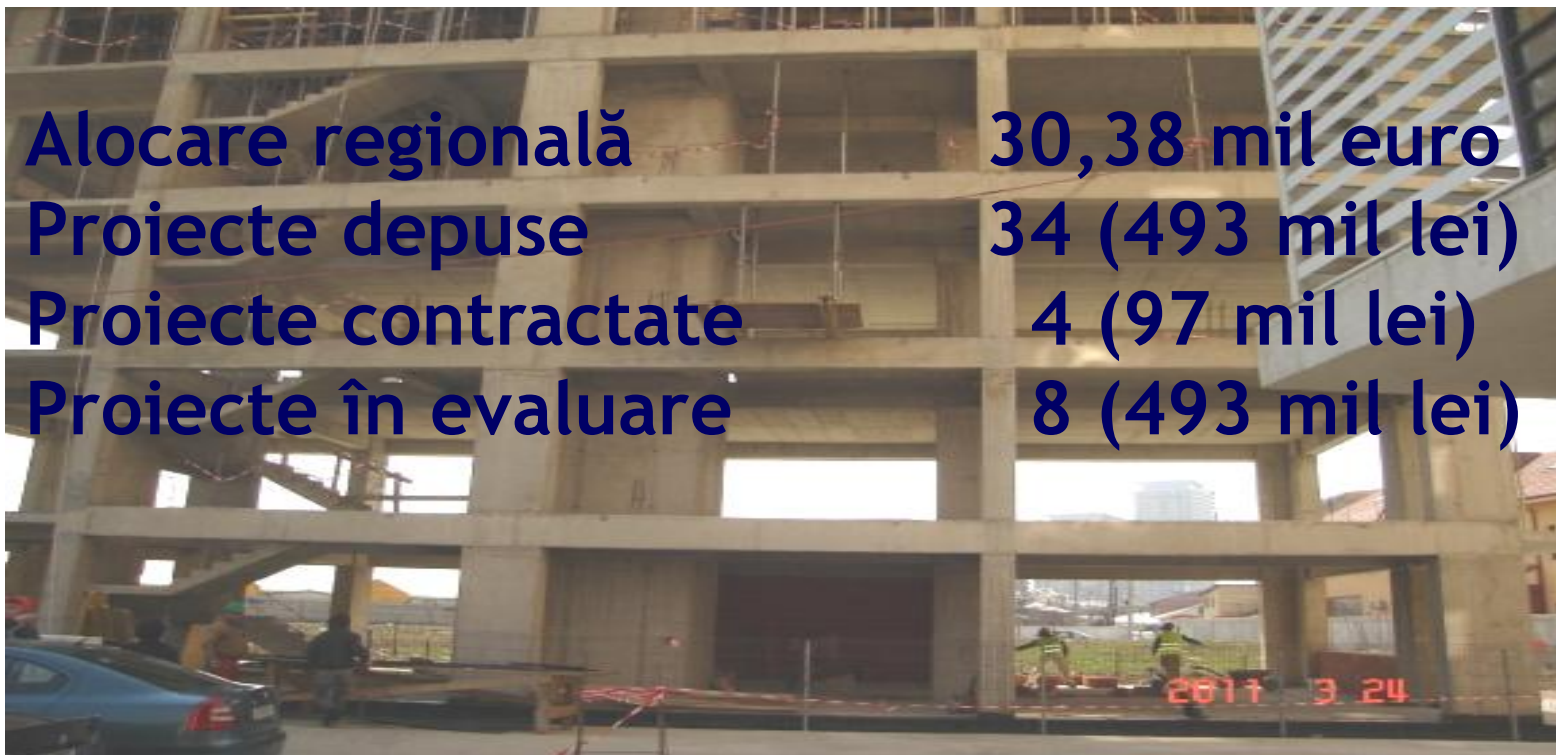 Alocare regională 30,38 mil euro
Proiecte depuse 34 (493 mil lei)
Proiecte contractate 4 (97 mil lei)
Proiecte în evaluare 8 (493 mil lei)
2011 3 24